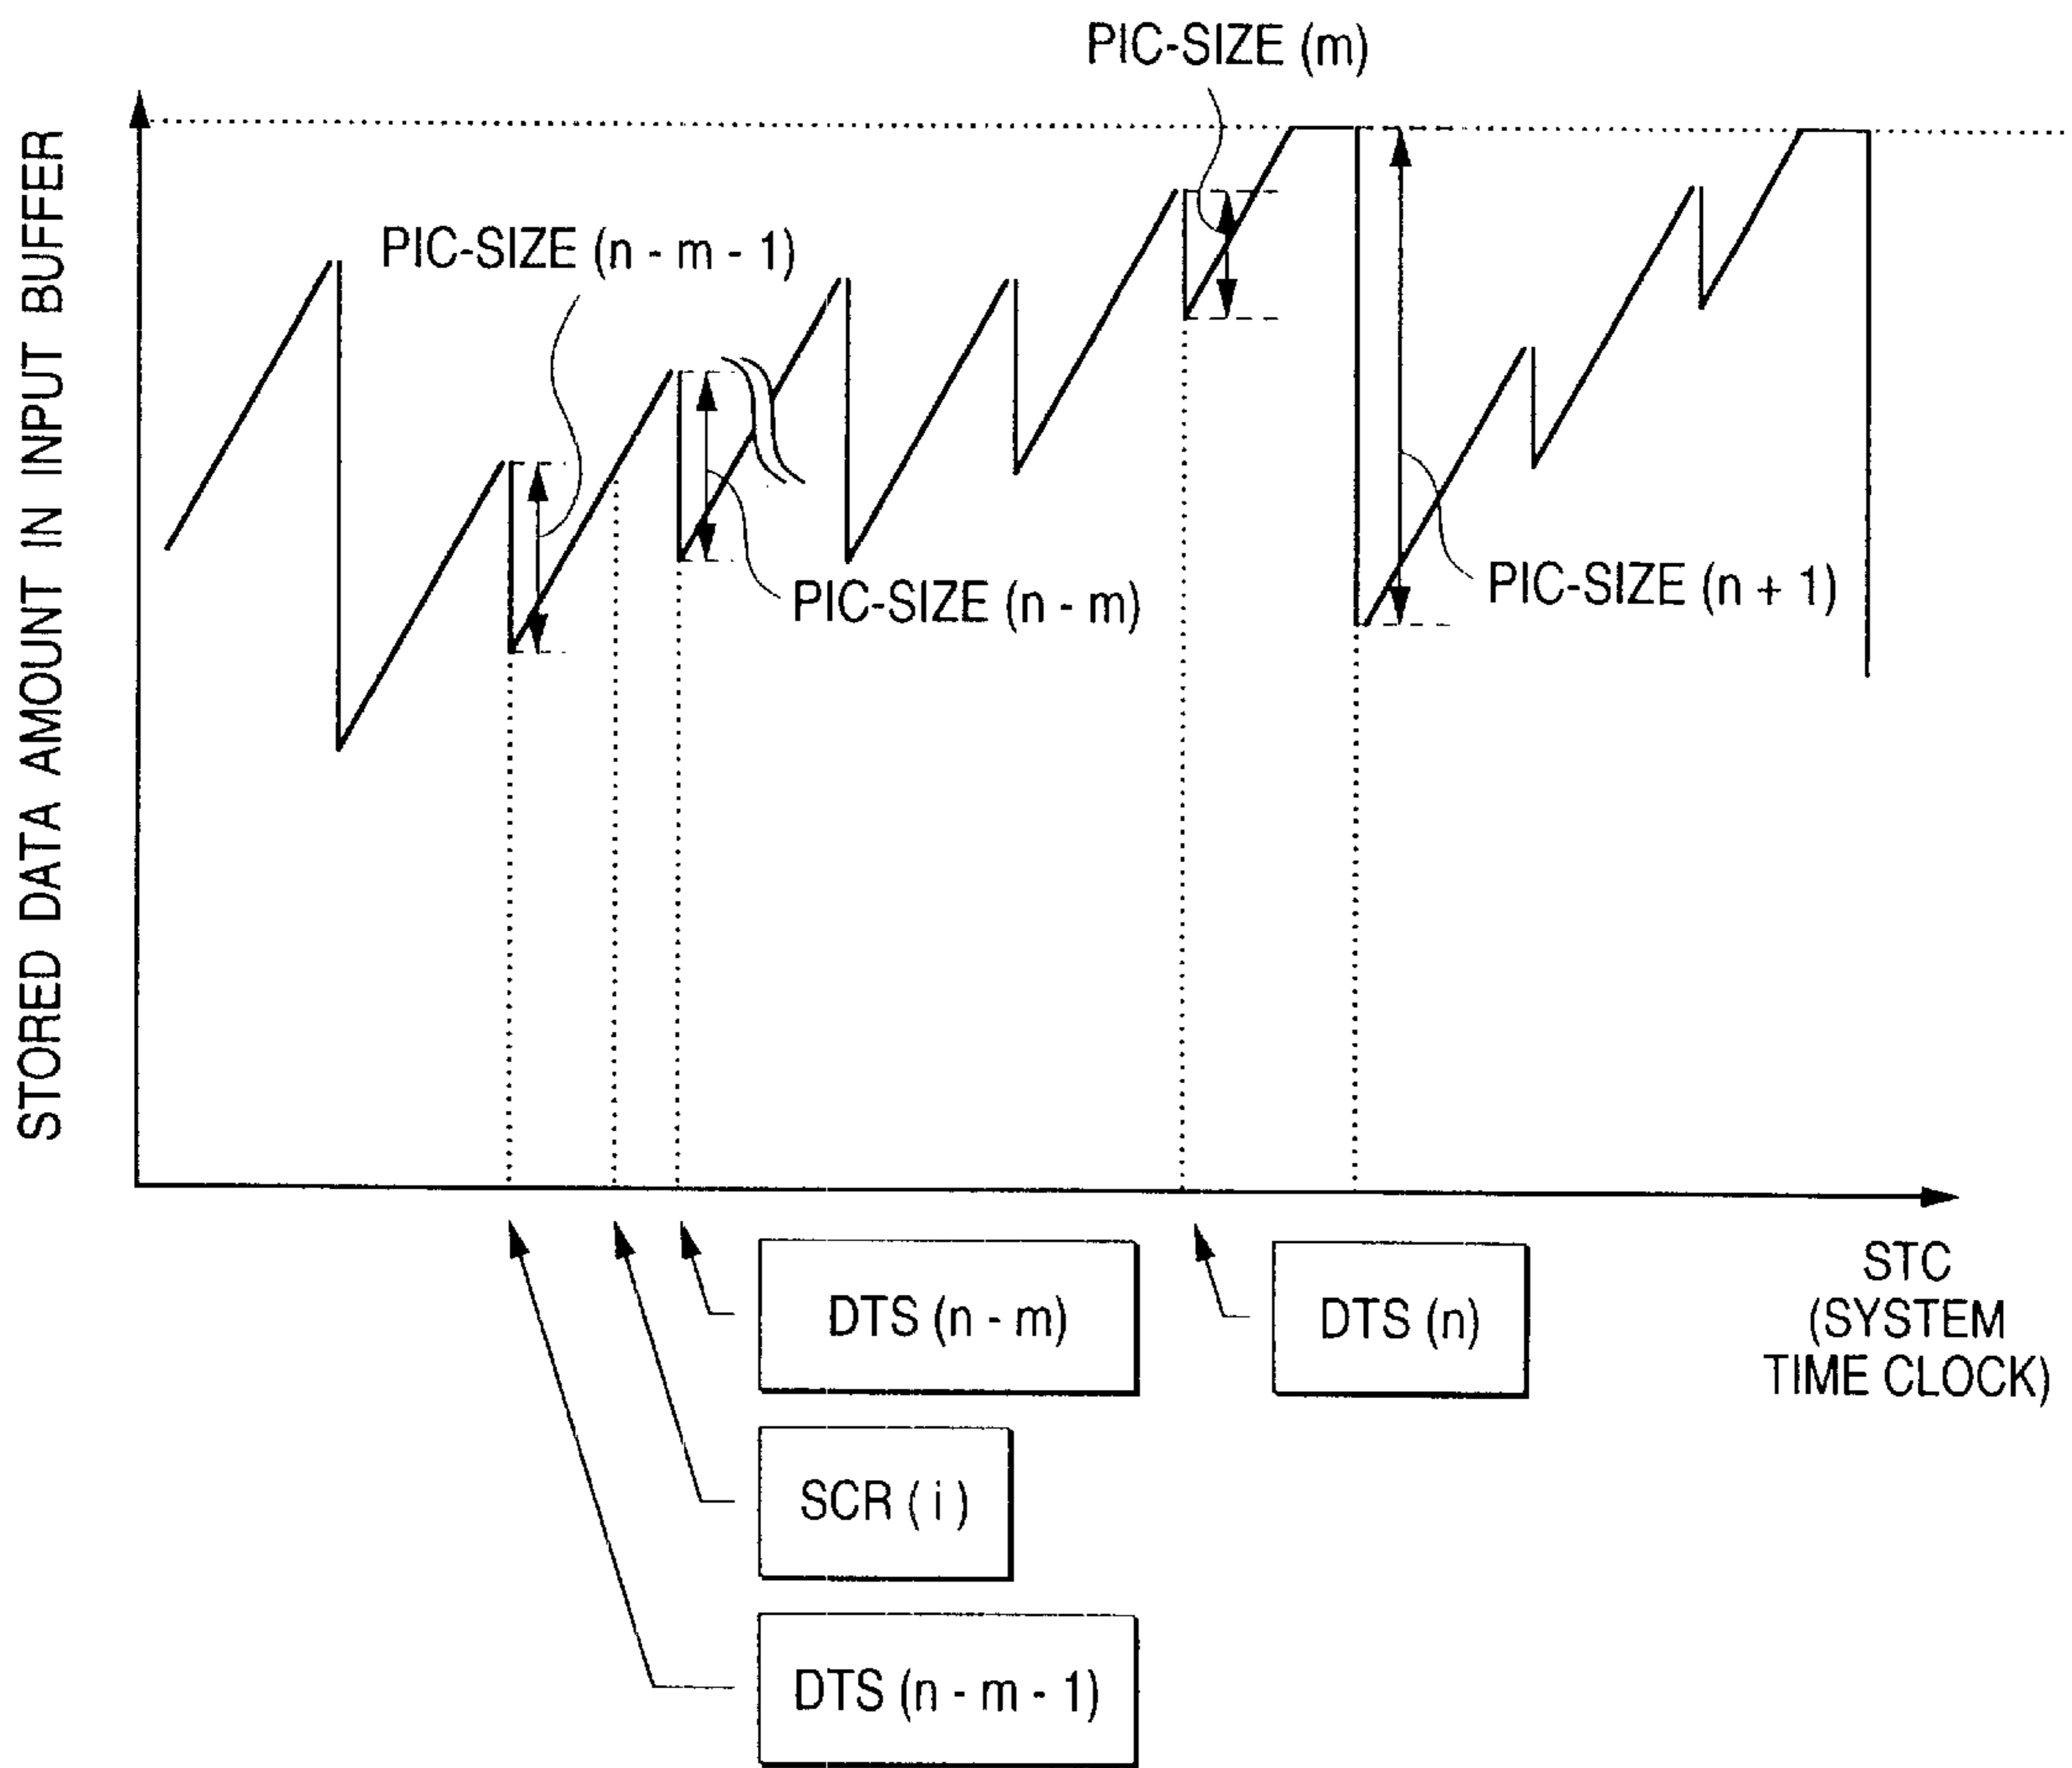 PIC-SIZE (m)
STORED DATA AMOUNT IN INPUT BUFFER
PIC-SIZE (n - m - 1)
PIC-SIZE (n - m)
PIC-SIZE (n + 1)
DTS (n - m)
DTS (n)
STC
(SYSTEM
TIME CLOCK)
SCR ( i )
DTS (n - m - 1)